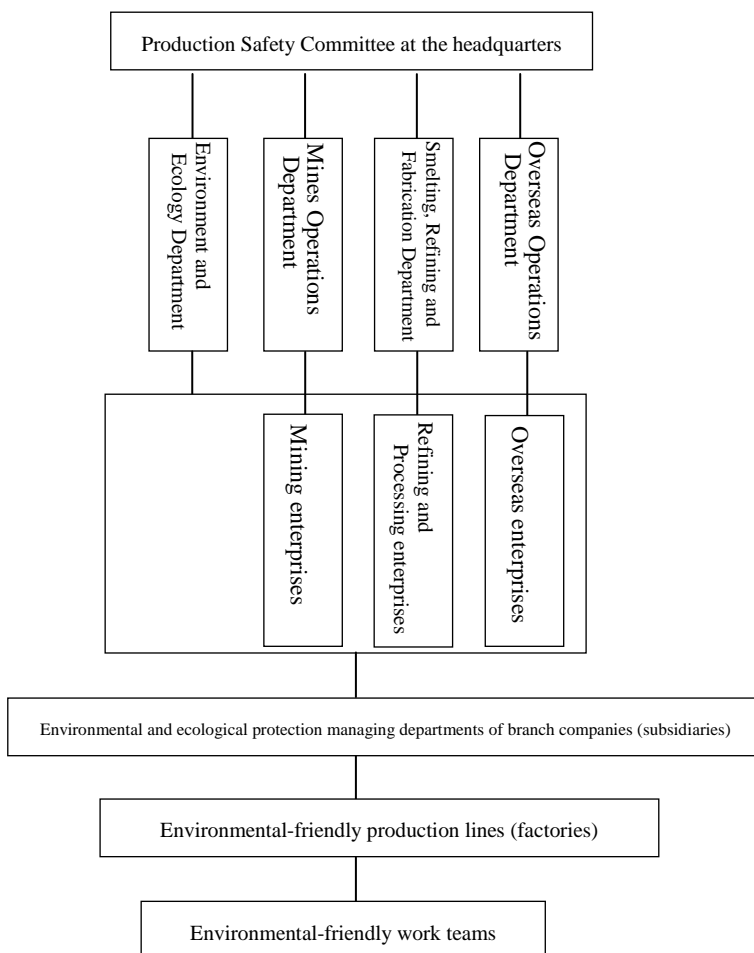 Production Safety Committee at the headquarters
Environment and
Ecology Department
Mines Operations
Department
Smelting, Refining and
Fabrication Department
Overseas Operations
Department
Mining enterprises
Refining and
Processing enterprises
Overseas enterprises
Environmental and ecological protection managing departments of branch companies (subsidiaries)
Environmental-friendly production lines (factories)
Environmental-friendly work teams